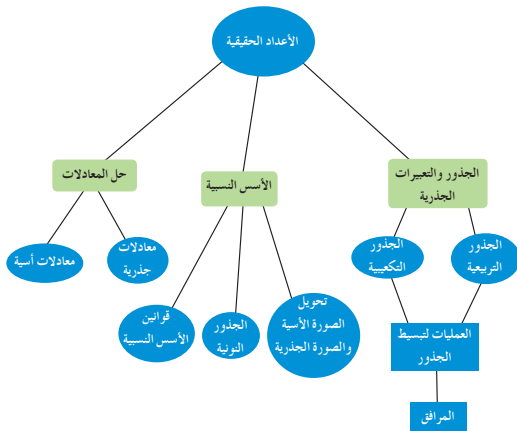 الأعداد الحقيقية
الجذور والتعبيرات
الجذرية
الأسس النسبية
حل المعادلات
الجذور
التربيعية
الجذور
التكعيبية
معادلات
جذرية
معادلات أسية
تحويل
الصورة الأسية
والصورة الجذرية
الجذور
النونية
قوانين
الأسس النسبية
العمليات لتبسيط
الجذور
المرافق